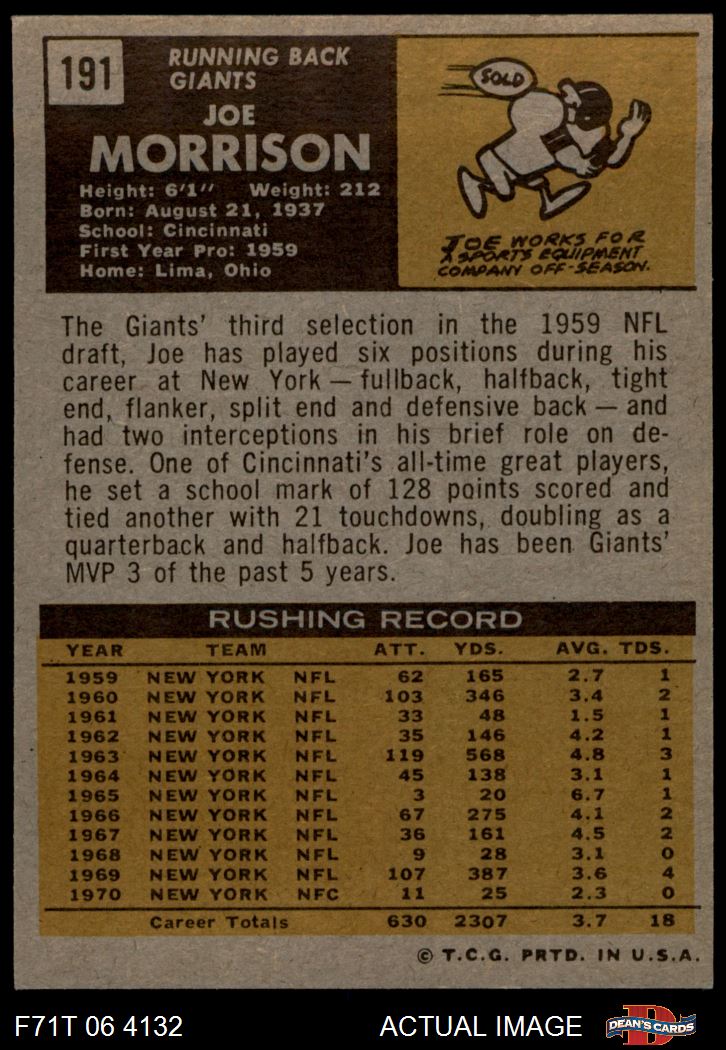 191
RUNNING BACK
GIANTS
JOE
MORRISON
Height: 6'1" Weight: 212
Born: August 21, 1937
School: Cincinnati
First Year Pro: 1959
Home: Lima, Ohio
SOLD
JOE WORKS FOR
A SPORTS EQUIPMENT
COMPANY OFF-SEASON.
The Giants' third selection in the 1959 NFL
draft, Joe has played six positions during his
career at New York — fullback, halfback, tight
end, flanker, split end and defensive back — and
had two interceptions in his brief role on de-
fense. One of Cincinnati's all-time great players,
he set a school mark of 128 points scored and
tied another with 21 touchdowns, doubling as a
quarterback and halfback. Joe has been Giants'
MVP 3 of the past 5 years.
RUSHING RECORD
YEAR TEAM ATT. YDS. AVG. TDS.
1959 NEW YORK NFL 62 165 2.7 1
1960 NEW YORK NFL 103 346 3.4 2
1961 NEW YORK NFL 33 48 1.5 1
1962 NEW YORK NFL 35 146 4.2 1
1963 NEW YORK NFL 119 568 4.8 3
1964 NEW YORK NFL 45 138 3.1 1
1965 NEW YORK NFL 3 20 6.7 1
1966 NEW YORK NFL 67 275 4.1 2
1967 NEW YORK NFL 36 161 4.5 2
1968 NEW YORK NFL 9 28 3.1 0
1969 NEW YORK NFL 107 387 3.6 4
1970 NEW YORK NFC 11 25 2.3 0
Career Totals 630 2307 3.7 18
© T.C.G. PRTD. IN U.S.A.
F71T 06 4132 ACTUAL IMAGE D DEAN'S CARDS